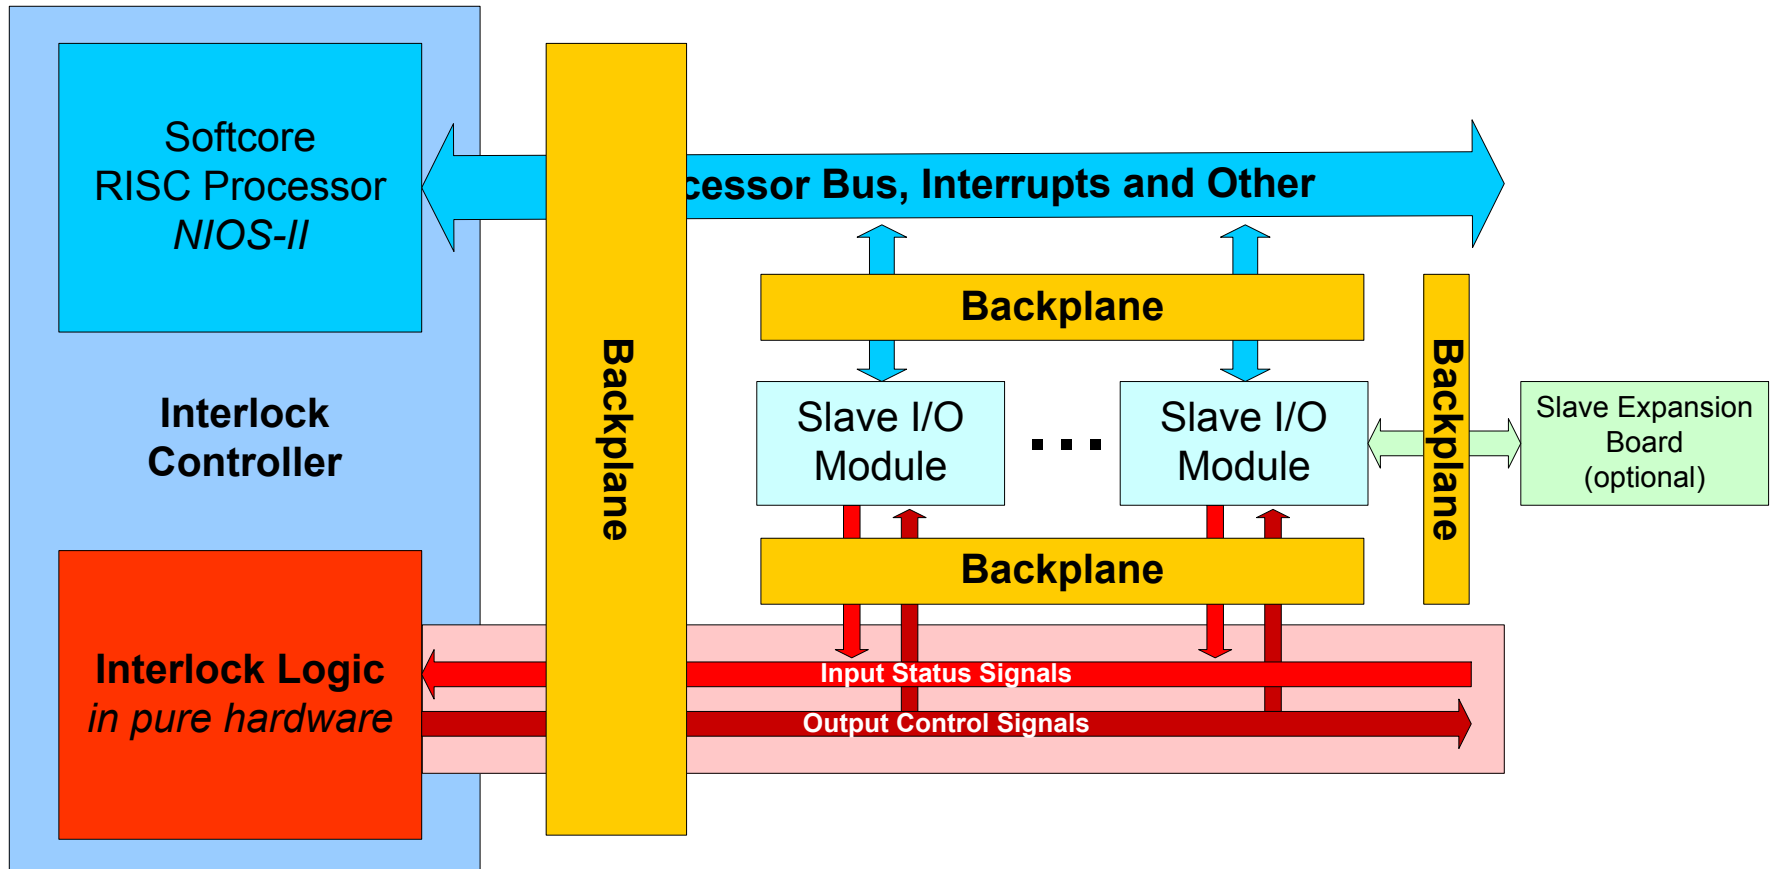 Softcore
RISC Processor
NIOS-II
cessor Bus, Interrupts and Other
Backplane
Backplane
Backplane
Interlock
Controller
Slave I/O
Module
...
Slave I/O
Module
Slave Expansion
Board
(optional)
Backplane
Interlock Logic
in pure hardware
Input Status Signals
Output Control Signals